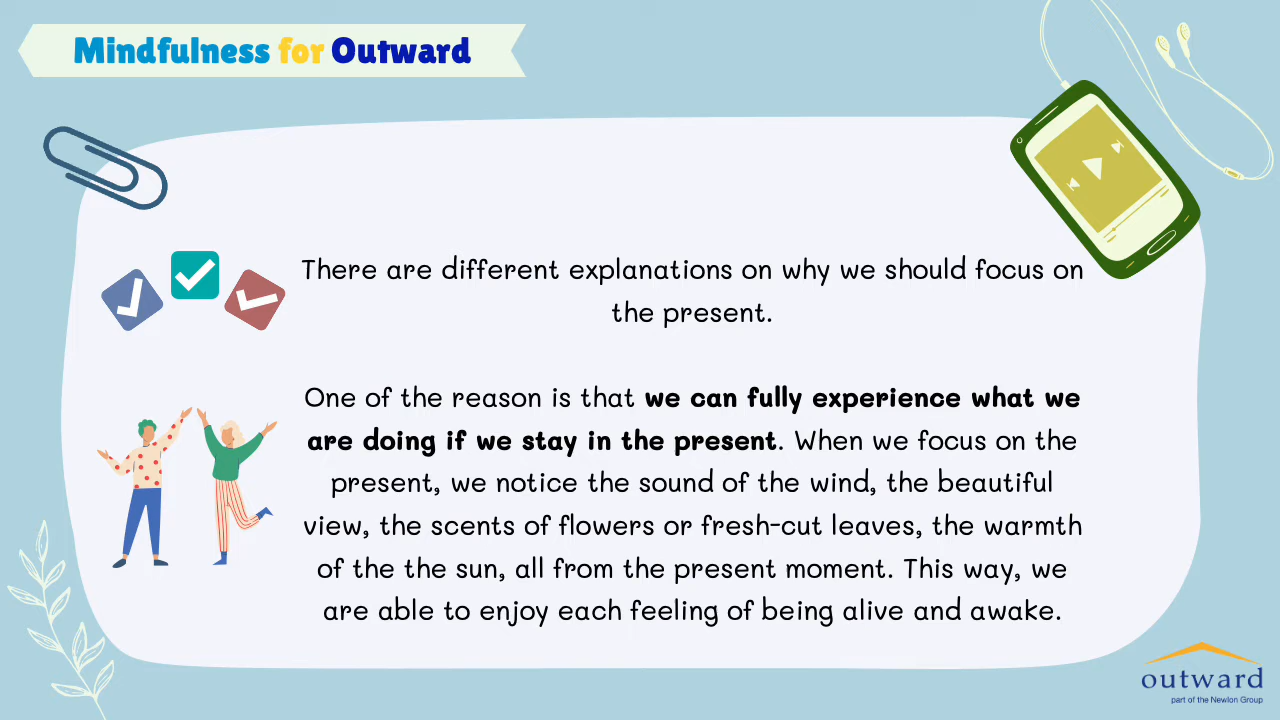 Mindfulness for Outward
There are different explanations on why we should focus on
the present.
One of the reason is that we can fully experience what we
are doing if we stay in the present. When we focus on the
present, we notice the sound of the wind, the beautiful
view, the scents of flowers or fresh-cut leaves, the warmth
of the the sun, all from the present moment. This way, we
are able to enjoy each feeling of being alive and awake.
outward
part of the Newlon Group